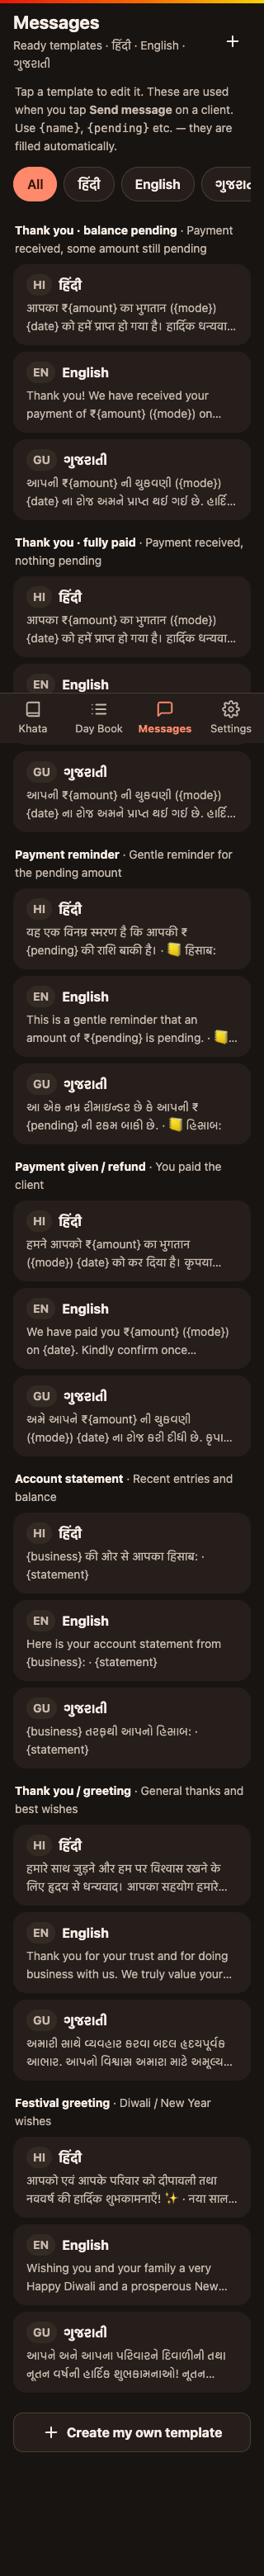 Messages
Ready templates · हिंदी · English ·
ગુજરાતી
Tap a template to edit it. These are used
when you tap Send message on a client.
Use {name}, {pending} etc. — they are
filled automatically.
All
हिंदी
English
Thank you · balance pending · Payment
received, some amount still pending
HI हिंदी
आपका ₹{amount} का भुगतान ({mode})
{date} को हमें प्राप्त हो गया है। हार्दिक धन्यवा...
EN English
Thank you! We have received your
payment of ₹{amount} ({mode}) on...
GU ગુજરાતી
આપની ₹{amount} ની ચુકવણી ({mode})
{date} ના રોજ અમને પ્રાપ્ત થઈ ગઈ છે. હાર્દિ...
Thank you · fully paid · Payment received,
nothing pending
HI हिंदी
आपका ₹{amount} का भुगतान ({mode})
{date} को हमें प्राप्त हो गया है। हार्दिक धन्यवा...
EN English
Khata
Day Book
Messages
Settings
GU ગુજરાતી
આપની ₹{amount} ની ચુકવણી ({mode})
{date} ના રોજ અમને પ્રાપ્ત થઈ ગઈ છે. હાર્દિ...
Payment reminder · Gentle reminder for
the pending amount
HI हिंदी
यह एक विनम्र स्मरण है कि आपकी ₹
{pending} की राशि बाकी है। · 📒 हिसाब:
EN English
This is a gentle reminder that an
amount of ₹{pending} is pending. · 📒...
GU ગુજરાતી
આ એક નમ્ર રીમાઇન્ડર છે કે આપની ₹
{pending} ની રકમ બાકી છે. · 📒 હિસાબ:
Payment given / refund · You paid the
client
HI हिंदी
हमने आपको ₹{amount} का भुगतान
({mode}) {date} को कर दिया है। कृपया...
EN English
We have paid you ₹{amount} ({mode})
on {date}. Kindly confirm once...
GU ગુજરાતી
અમે આપને ₹{amount} ની ચુકવણી
({mode}) {date} ના રોજ કરી દીધી છે. કૃપા...
Account statement · Recent entries and
balance
HI हिंदी
{business} की ओर से आपका हिसाब: ·
{statement}
EN English
Here is your account statement from
{business}: · {statement}
GU ગુજરાતી
{business} તરફથી આપનો હિસાબ: ·
{statement}
Thank you / greeting · General thanks and
best wishes
HI हिंदी
हमारे साथ जुड़ने और हम पर विश्वास रखने के
लिए हृदय से धन्यवाद। आपका सहयोग हमारे...
EN English
Thank you for your trust and for doing
business with us. We truly value your...
GU ગુજરાતી
અમારી સાથે વ્યવહાર કરવા બદલ હૃદયપૂર્વક
આભાર. આપનો વિશ્વાસ અમારા માટે અમૂલ્ય...
Festival greeting · Diwali / New Year
wishes
HI हिंदी
आपको एवं आपके परिवार को दीपावली तथा
नववर्ष की हार्दिक शुभकामनाएँ! ✨ · नया साल...
EN English
Wishing you and your family a very
Happy Diwali and a prosperous New...
GU ગુજરાતી
આપને અને આપના પરિવારને દિવાળીની તથા
નૂતન વર્ષની હાર્દિક શુભકામનાઓ! નૂતન...
+ Create my own template